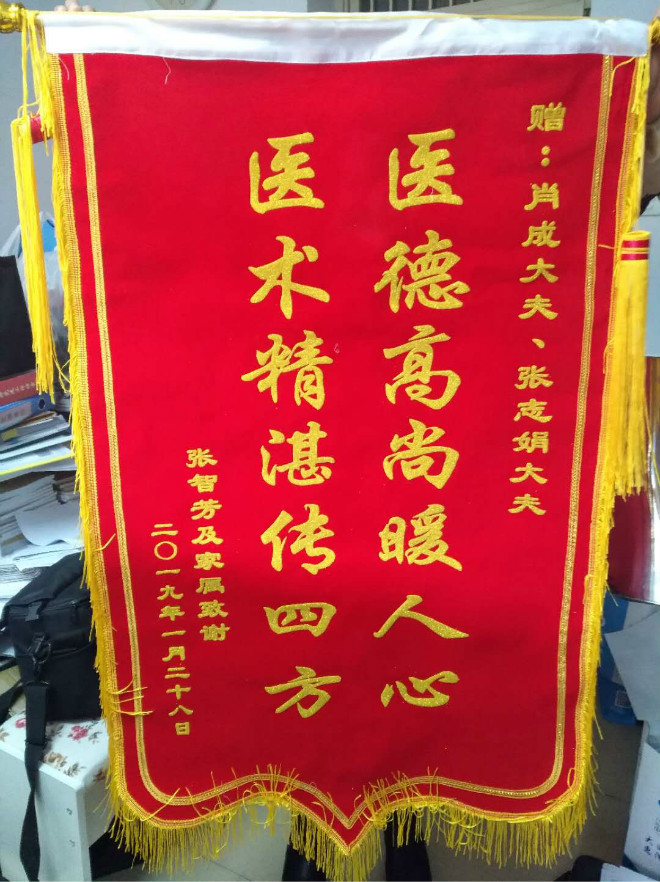 赠：肖成大夫、张志娟大夫
医德高尚暖人心
医术精湛传四方
张智芳及家属致谢
二〇一九年一月二十八日